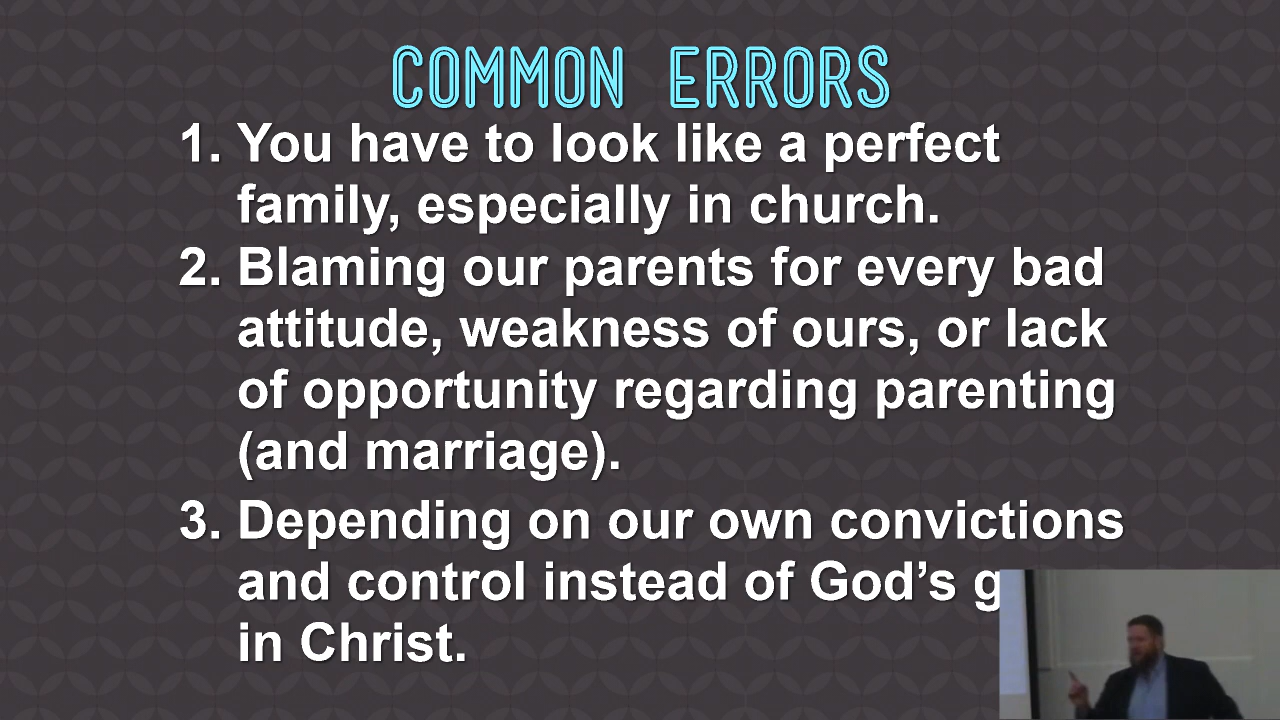 COMMON ERRORS
1. You have to look like a perfect
family, especially in church.
2. Blaming our parents for every bad
attitude, weakness of ours, or lack
of opportunity regarding parenting
(and marriage).
3. Depending on our own convictions
and control instead of God’s
in Christ.